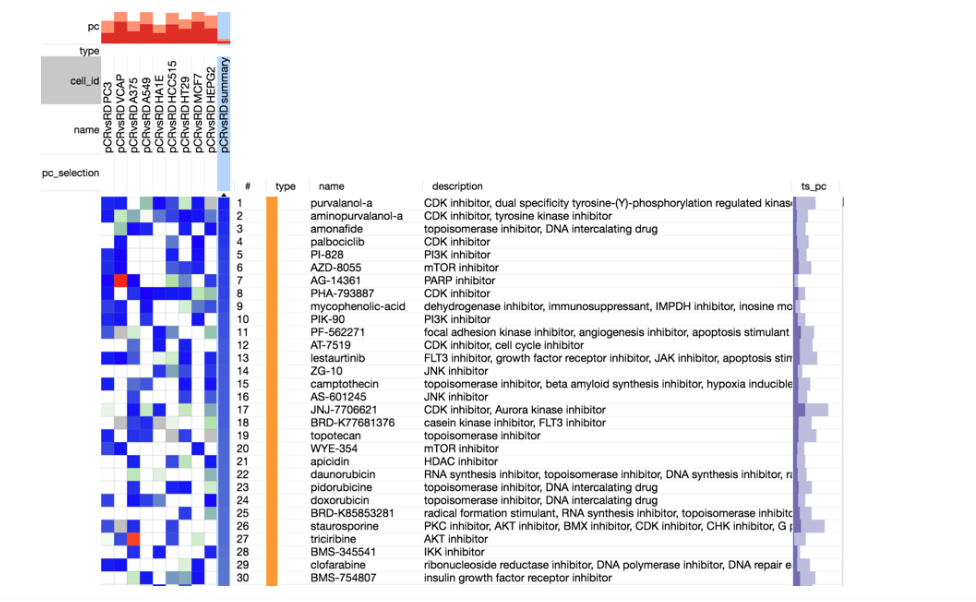 pc
type
cell_id
name
pc_selection
pCRvsRD PC3
pCRvsRD VCAP
pCRvsRD A375
pCRvsRD A549
pCRvsRD HA1E
pCRvsRD HCC515
pCRvsRD HT29
pCRvsRD MCF7
pCRvsRD HEPG2
pCRvsRD summary
# type name description ts_pc
1 purvalanol-a CDK inhibitor, dual specificity tyrosine-(Y)-phosphorylation regulated kinas
2 aminopurvalanol-a CDK inhibitor, tyrosine kinase inhibitor
3 amonafide topoisomerase inhibitor, DNA intercalating drug
4 palbociclib CDK inhibitor
5 PI-828 PI3K inhibitor
6 AZD-8055 mTOR inhibitor
7 AG-14361 PARP inhibitor
8 PHA-793887 CDK inhibitor
9 mycophenolic-acid dehydrogenase inhibitor, immunosuppressant, IMPDH inhibitor, inosine mo
10 PIK-90 PI3K inhibitor
11 PF-562271 focal adhesion kinase inhibitor, angiogenesis inhibitor, apoptosis stimulant
12 AT-7519 CDK inhibitor, cell cycle inhibitor
13 lestaurtinib FLT3 inhibitor, growth factor receptor inhibitor, JAK inhibitor, apoptosis stim
14 ZG-10 JNK inhibitor
15 camptothecin topoisomerase inhibitor, beta amyloid synthesis inhibitor, hypoxia inducible
16 AS-601245 JNK inhibitor
17 JNJ-7706621 CDK inhibitor, Aurora kinase inhibitor
18 BRD-K77681376 casein kinase inhibitor, FLT3 inhibitor
19 topotecan topoisomerase inhibitor
20 WYE-354 mTOR inhibitor
21 apicidin HDAC inhibitor
22 daunorubicin RNA synthesis inhibitor, topoisomerase inhibitor, DNA synthesis inhibitor, ra
23 pidorubicine topoisomerase inhibitor, DNA intercalating drug
24 doxorubicin topoisomerase inhibitor, DNA intercalating drug
25 BRD-K85853281 radical formation stimulant, RNA synthesis inhibitor, topoisomerase inhibito
26 staurosporine PKC inhibitor, AKT inhibitor, BMX inhibitor, CDK inhibitor, CHK inhibitor, G p
27 triciribine AKT inhibitor
28 BMS-345541 IKK inhibitor
29 clofarabine ribonucleoside reductase inhibitor, DNA polymerase inhibitor, DNA repair e
30 BMS-754807 insulin growth factor receptor inhibitor